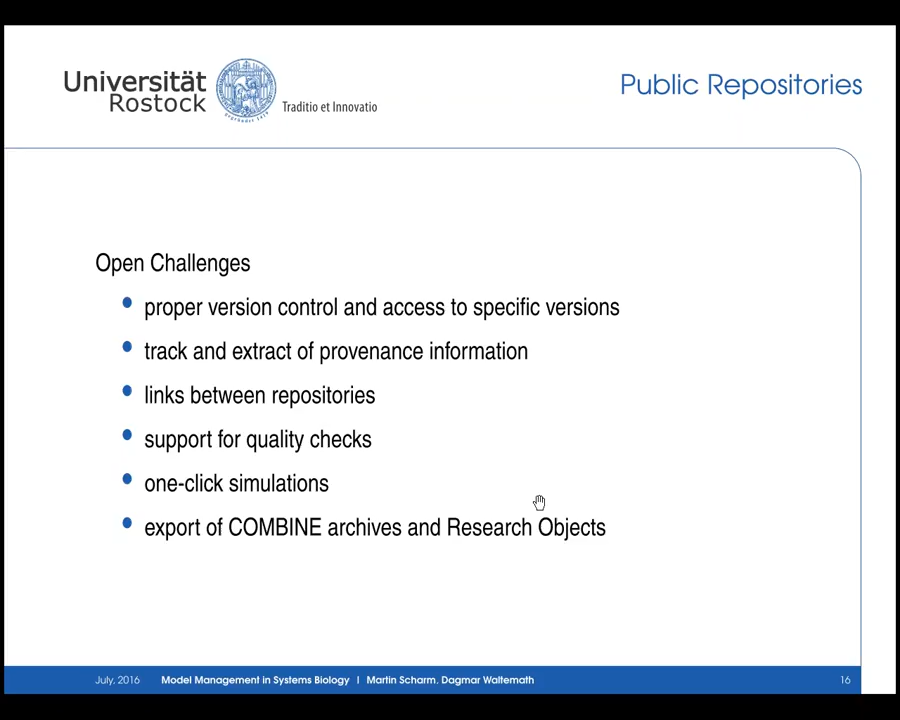 Universität
Rostock
Traditio et Innovatio
Public Repositories
Open Challenges
• proper version control and access to specific versions
• track and extract of provenance information
• links between repositories
• support for quality checks
• one-click simulations
• export of COMBINE archives and Research Objects
July, 2016 Model Management in Systems Biology | Martin Scharm, Dagmar Waltemath 16